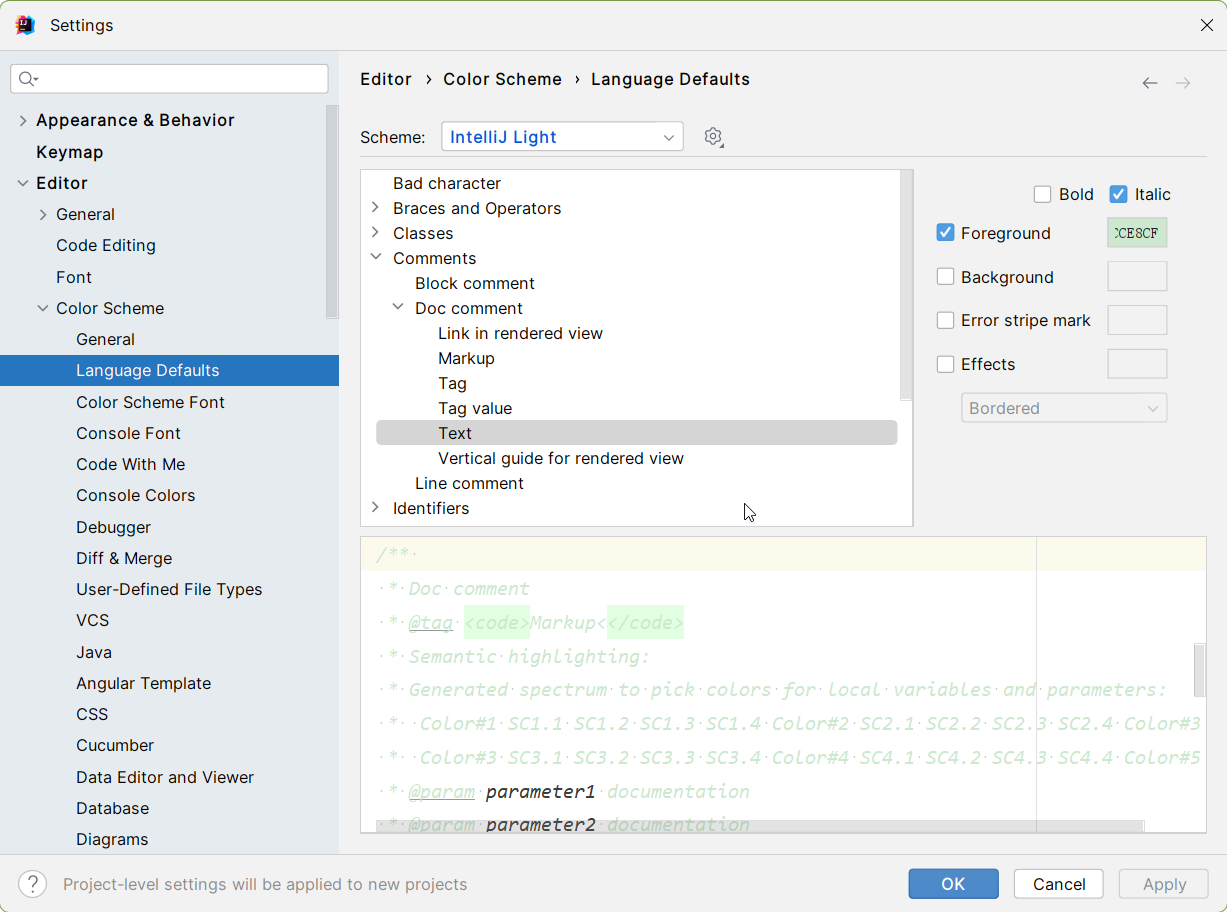 Settings
Editor › Color Scheme › Language Defaults
Appearance & Behavior
Keymap
Editor
General
Code Editing
Font
Color Scheme
General
Language Defaults
Color Scheme Font
Console Font
Code With Me
Console Colors
Debugger
Diff & Merge
User-Defined File Types
VCS
Java
Angular Template
CSS
Cucumber
Data Editor and Viewer
Database
Diagrams
Scheme: IntelliJ Light
Bad character
Braces and Operators
Classes
Comments
Block comment
Doc comment
Link in rendered view
Markup
Tag
Tag value
Text
Vertical guide for rendered view
Line comment
Identifiers
Bold Italic
Foreground CCE8CF
Background
Error stripe mark
Effects
Bordered
/**
* Doc comment
* @tag <code>Markup<</code>
* Semantic highlighting:
* Generated spectrum to pick colors for local variables and parameters:
* Color#1 SC1.1 SC1.2 SC1.3 SC1.4 Color#2 SC2.1 SC2.2 SC2.3 SC2.4 Color#3
* Color#3 SC3.1 SC3.2 SC3.3 SC3.4 Color#4 SC4.1 SC4.2 SC4.3 SC4.4 Color#5
* @param parameter1 documentation
* @param parameter2 documentation
? Project-level settings will be applied to new projects
OK Cancel Apply